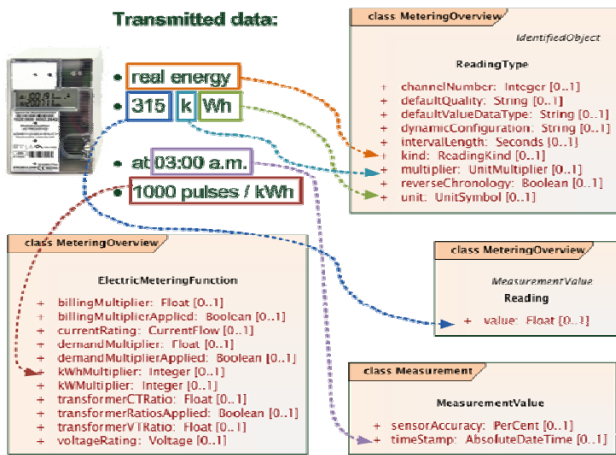 Transmitted data:
• real energy
• 315 k Wh
• at 03:00 a.m.
• 1000 pulses / kWh
class MeteringOverview
IdentifiedObject
ReadingType
+ channelNumber: Integer [0..1]
+ defaultQuality: String [0..1]
+ defaultValueDataType: String [0..1]
+ dynamicConfiguration: String [0..1]
+ intervalLength: Seconds [0..1]
+ kind: ReadingKind [0..1]
+ multiplier: UnitMultiplier [0..1]
+ reverseChronology: Boolean [0..1]
+ unit: UnitSymbol [0..1]
class MeteringOverview
ElectricMeteringFunction
+ billingMultiplier: Float [0..1]
+ billingMultiplierApplied: Boolean [0..1]
+ currentRating: CurrentFlow [0..1]
+ demandMultiplier: Float [0..1]
+ demandMultiplierApplied: Boolean [0..1]
+ kWhMultiplier: Integer [0..1]
+ kWMultiplier: Integer [0..1]
+ transformerCTRatio: Float [0..1]
+ transformerRatiosApplied: Boolean [0..1]
+ transformerVTRatio: Float [0..1]
+ voltageRating: Voltage [0..1]
class MeteringOverview
MeasurementValue
Reading
+ value: Float [0..1]
class Measurement
MeasurementValue
+ sensorAccuracy: PerCent [0..1]
+ timeStamp: AbsoluteDateTime [0..1]